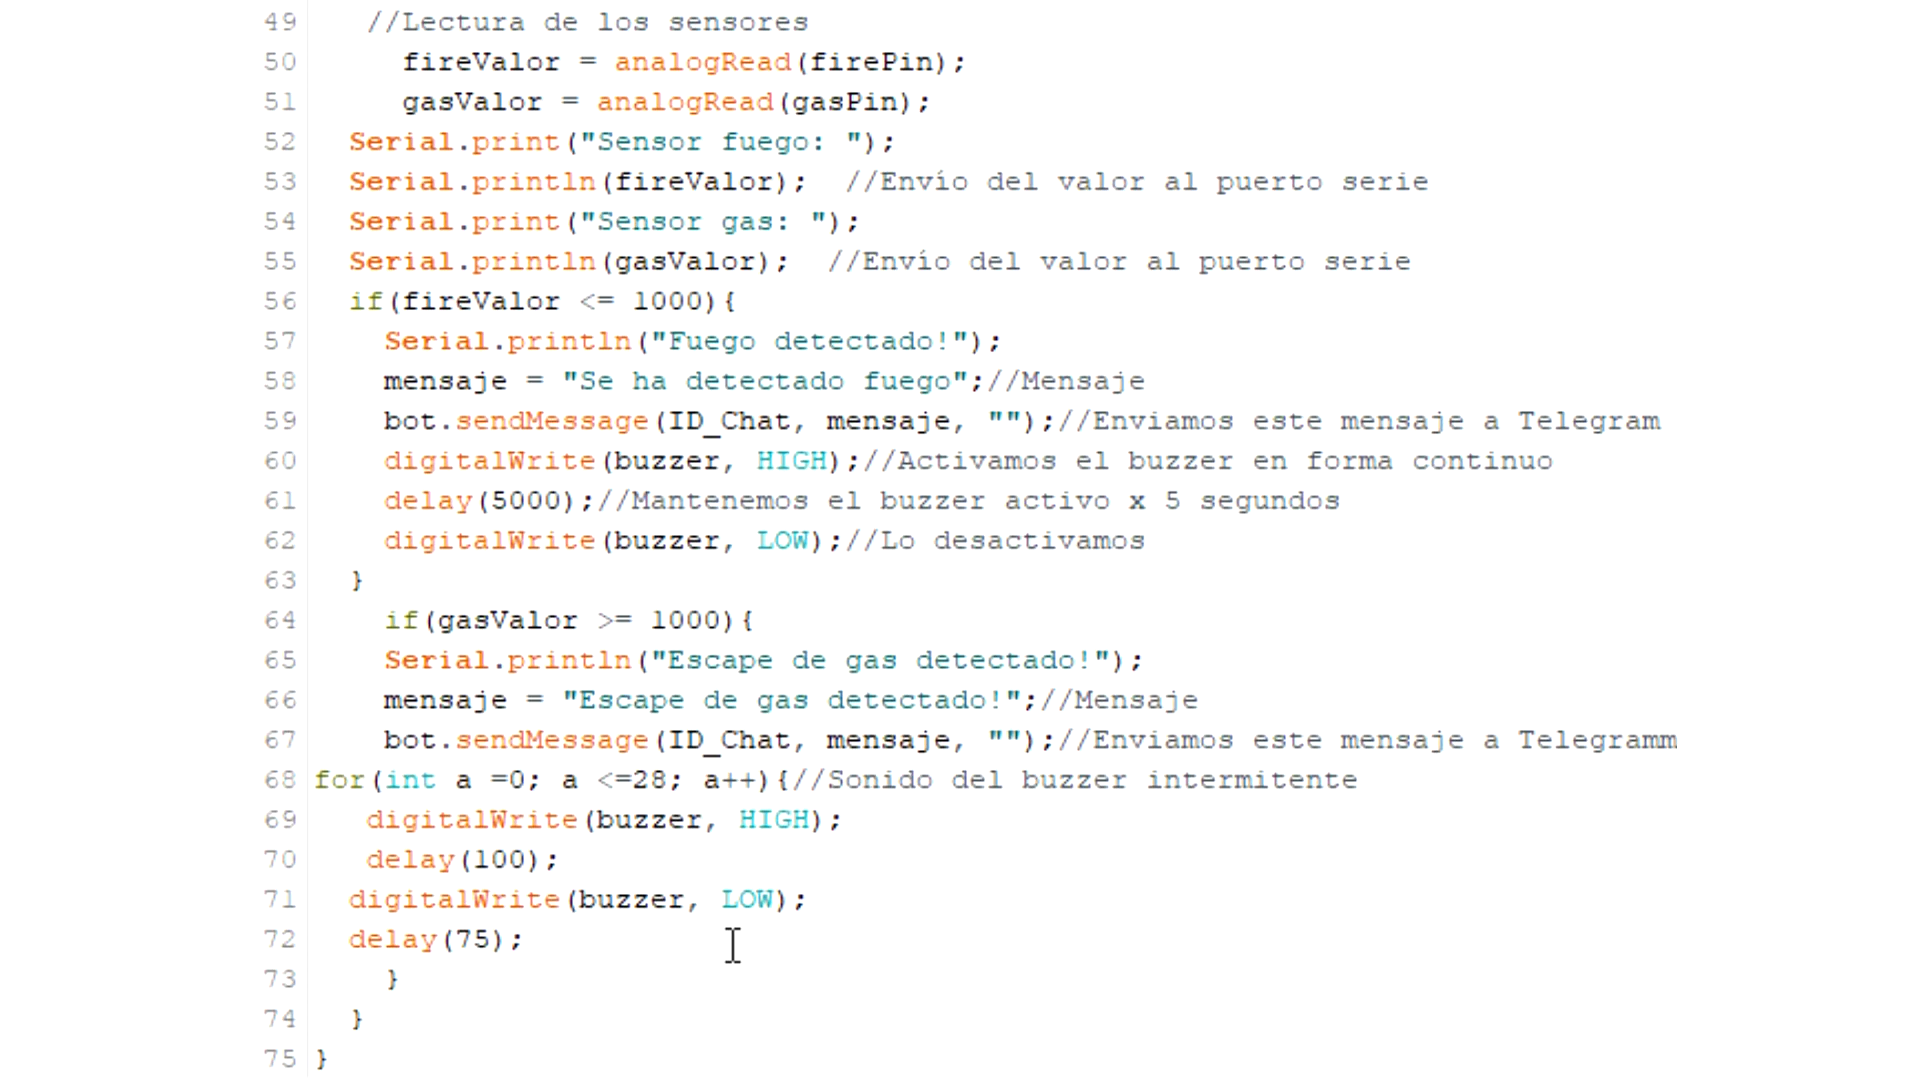 49 //Lectura de los sensores
50 fireValor = analogRead(firePin);
51 gasValor = analogRead(gasPin);
52 Serial.print("Sensor fuego: ");
53 Serial.println(fireValor);  //Envío del valor al puerto serie
54 Serial.print("Sensor gas: ");
55 Serial.println(gasValor);  //Envío del valor al puerto serie
56 if(fireValor <= 1000){
57 Serial.println("Fuego detectado!");
58 mensaje = "Se ha detectado fuego";//Mensaje
59 bot.sendMessage(ID_Chat, mensaje, "");//Enviamos este mensaje a Telegram
60 digitalWrite(buzzer, HIGH);//Activamos el buzzer en forma continuo
61 delay(5000);//Mantenemos el buzzer activo x 5 segundos
62 digitalWrite(buzzer, LOW);//Lo desactivamos
63 }
64 if(gasValor >= 1000){
65 Serial.println("Escape de gas detectado!");
66 mensaje = "Escape de gas detectado!";//Mensaje
67 bot.sendMessage(ID_Chat, mensaje, "");//Enviamos este mensaje a Telegramm
68 for(int a =0; a <=28; a++){//Sonido del buzzer intermitente
69 digitalWrite(buzzer, HIGH);
70 delay(100);
71 digitalWrite(buzzer, LOW);
72 delay(75);
73 }
74 }
75 }